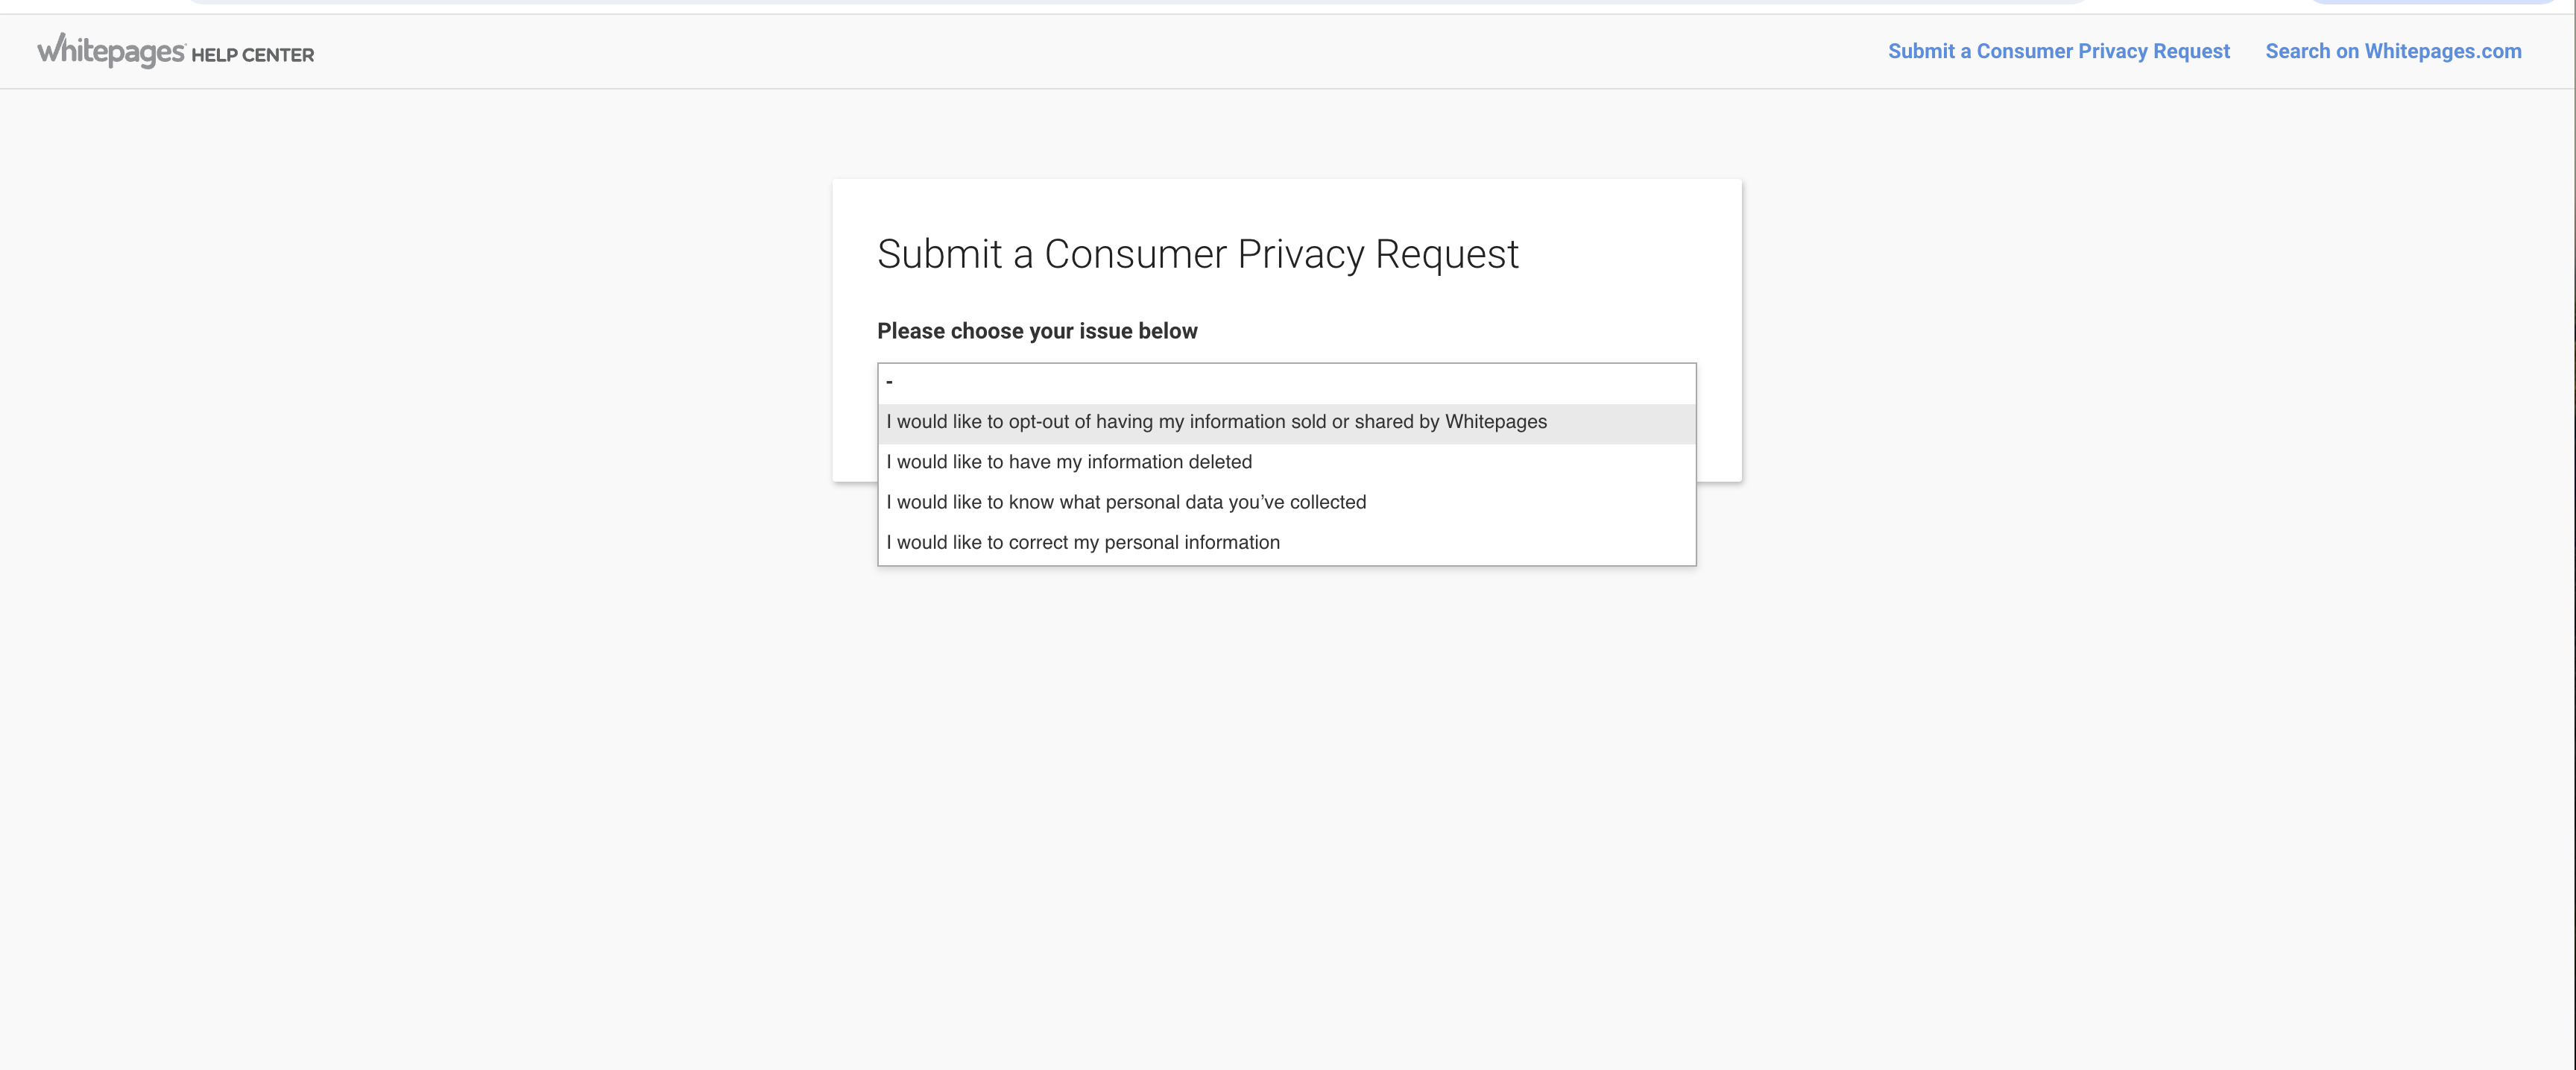 whitepages HELP CENTER
Submit a Consumer Privacy Request
Search on Whitepages.com
Submit a Consumer Privacy Request
Please choose your issue below
-
I would like to opt-out of having my information sold or shared by Whitepages
I would like to have my information deleted
I would like to know what personal data you’ve collected
I would like to correct my personal information